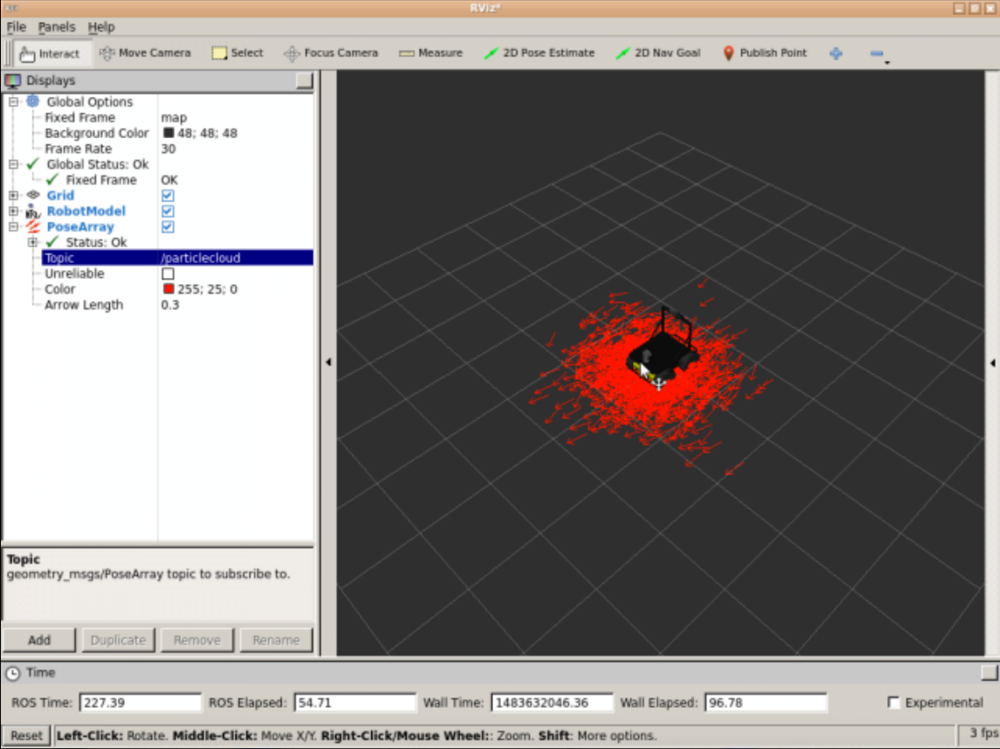 RViz*
File Panels Help
Interact Move Camera Select Focus Camera Measure 2D Pose Estimate 2D Nav Goal Publish Point
Displays
Global Options
Fixed Frame map
Background Color 48; 48; 48
Frame Rate 30
Global Status: Ok
Fixed Frame OK
Grid
RobotModel
PoseArray
Status: Ok
Topic /particlecloud
Unreliable
Color 255; 25; 0
Arrow Length 0.3
Topic
geometry_msgs/PoseArray topic to subscribe to.
Add Duplicate Remove Rename
Time
ROS Time: 227.39 ROS Elapsed: 54.71 Wall Time: 1483632046.36 Wall Elapsed: 96.78 Experimental
Reset Left-Click: Rotate. Middle-Click: Move X/Y. Right-Click/Mouse Wheel:: Zoom. Shift: More options. 3 fps